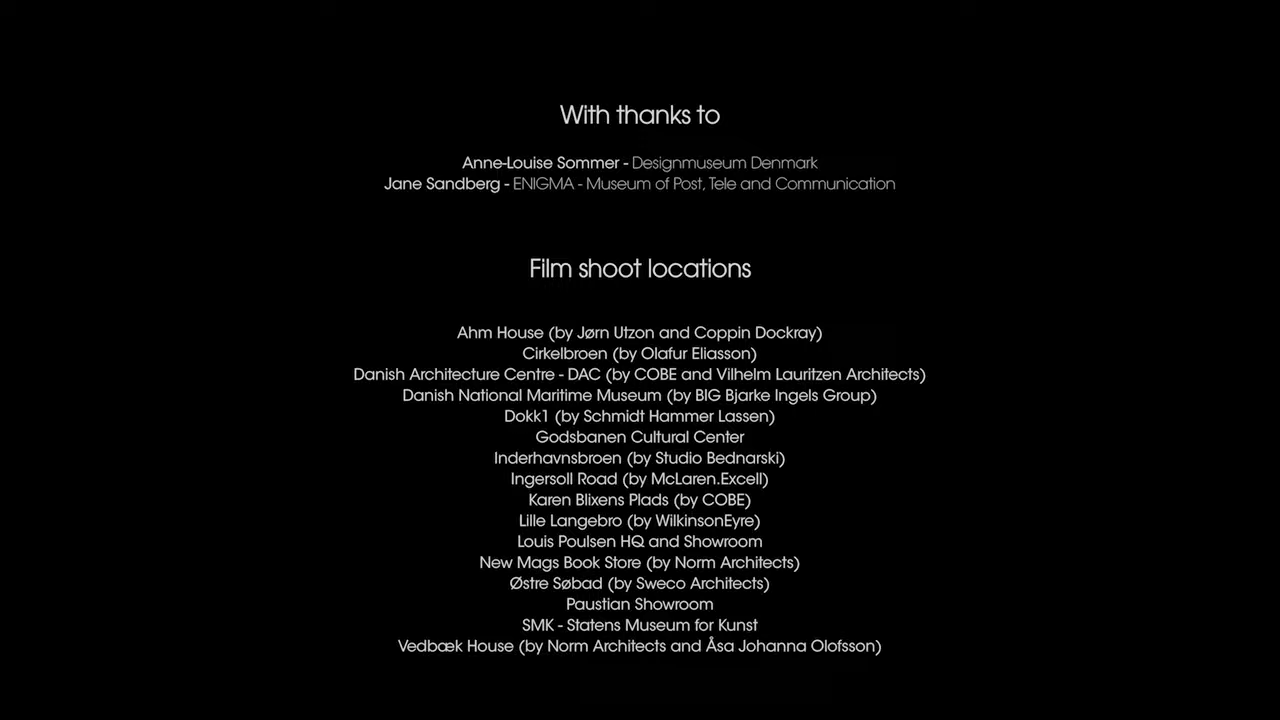 With thanks to
Anne-Louise Sommer - Designmuseum Denmark
Jane Sandberg - ENIGMA - Museum of Post, Tele and Communication
Film shoot locations
Ahm House (by Jørn Utzon and Coppin Dockray)
Cirkelbroen (by Olafur Eliasson)
Danish Architecture Centre - DAC (by COBE and Vilhelm Lauritzen Architects)
Danish National Maritime Museum (by BIG Bjarke Ingels Group)
Dokk1 (by Schmidt Hammer Lassen)
Godsbanen Cultural Center
Inderhavnsbroen (by Studio Bednarski)
Ingersoll Road (by McLaren.Excell)
Karen Blixens Plads (by COBE)
Lille Langebro (by WilkinsonEyre)
Louis Poulsen HQ and Showroom
New Mags Book Store (by Norm Architects)
Østre Søbad (by Sweco Architects)
Paustian Showroom
SMK - Statens Museum for Kunst
Vedbæk House (by Norm Architects and Åsa Johanna Olofsson)